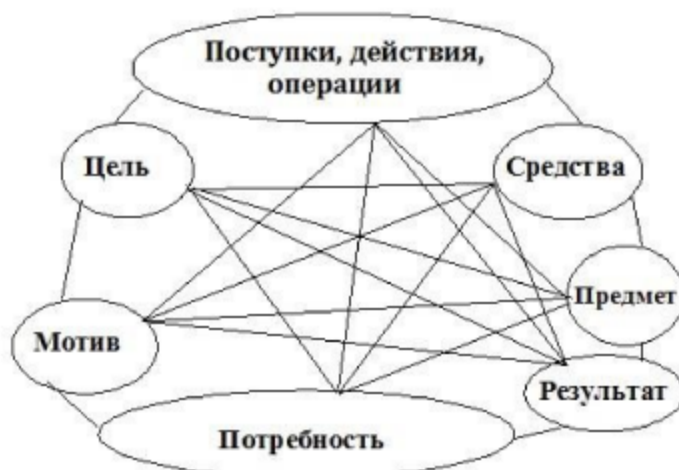 Поступки, действия,
операции
Цель
Средства
Предмет
Мотив
Результат
Потребность